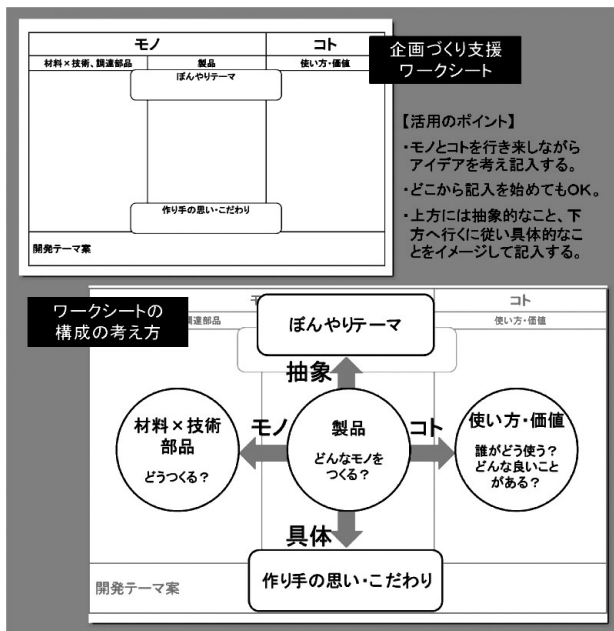 モノ
コト
材料×技術、調達部品
製品
使い方・価値
ぼんやりテーマ
作り手の思い・こだわり
開発テーマ案
企画づくり支援
ワークシート
【活用のポイント】
・モノとコトを行き来しながら
アイデアを考え記入する。
・どこから記入を始めてもOK。
・上方には抽象的なこと、下
方へ行くに従い具体的なこ
とをイメージして記入する。
ワークシートの
構成の考え方
コト
調達部品
使い方・価値
ぼんやりテーマ
抽象
材料×技術
部品
どうつくる？
モノ
製品
どんなモノを
つくる？
コト
使い方・価値
誰がどう使う？
どんな良いこと
がある？
具体
作り手の思い・こだわり
開発テーマ案